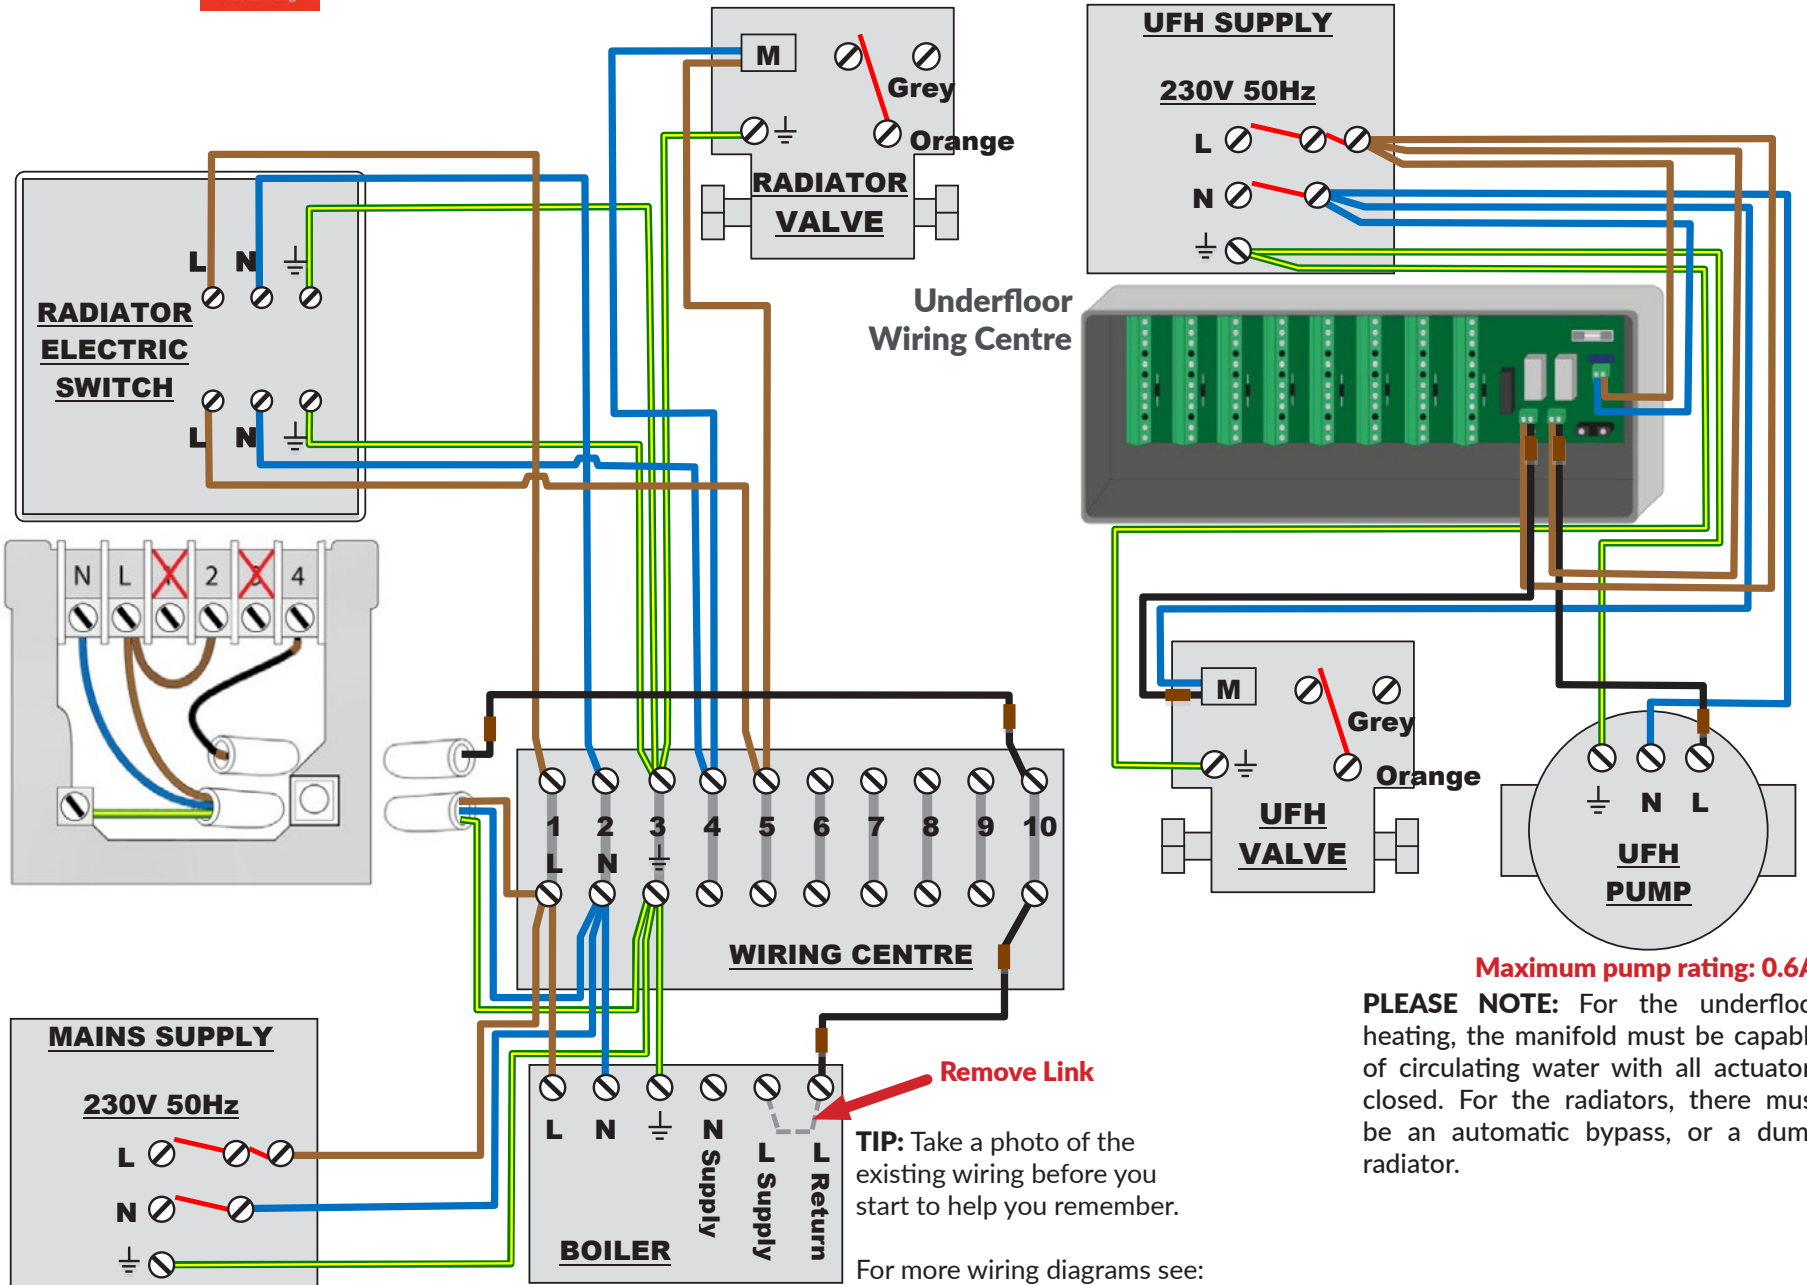 M
Grey
Orange
RADIATOR
VALVE
UFH SUPPLY
230V 50Hz
L
N
L N
RADIATOR
ELECTRIC
SWITCH
L N
Underfloor
Wiring Centre
N L 2 4
M
Grey
Orange
UFH
VALVE
N L
UFH
PUMP
1 2 3 4 5 6 7 8 9 10
L N
WIRING CENTRE
Maximum pump rating: 0.6A
PLEASE NOTE: For the underfloo
heating, the manifold must be capabl
of circulating water with all actuator
closed. For the radiators, there mus
be an automatic bypass, or a dum
radiator.
MAINS SUPPLY
230V 50Hz
L
N
L N N Supply L Supply L Return
BOILER
Remove Link
TIP: Take a photo of the
existing wiring before you
start to help you remember.
For more wiring diagrams see: